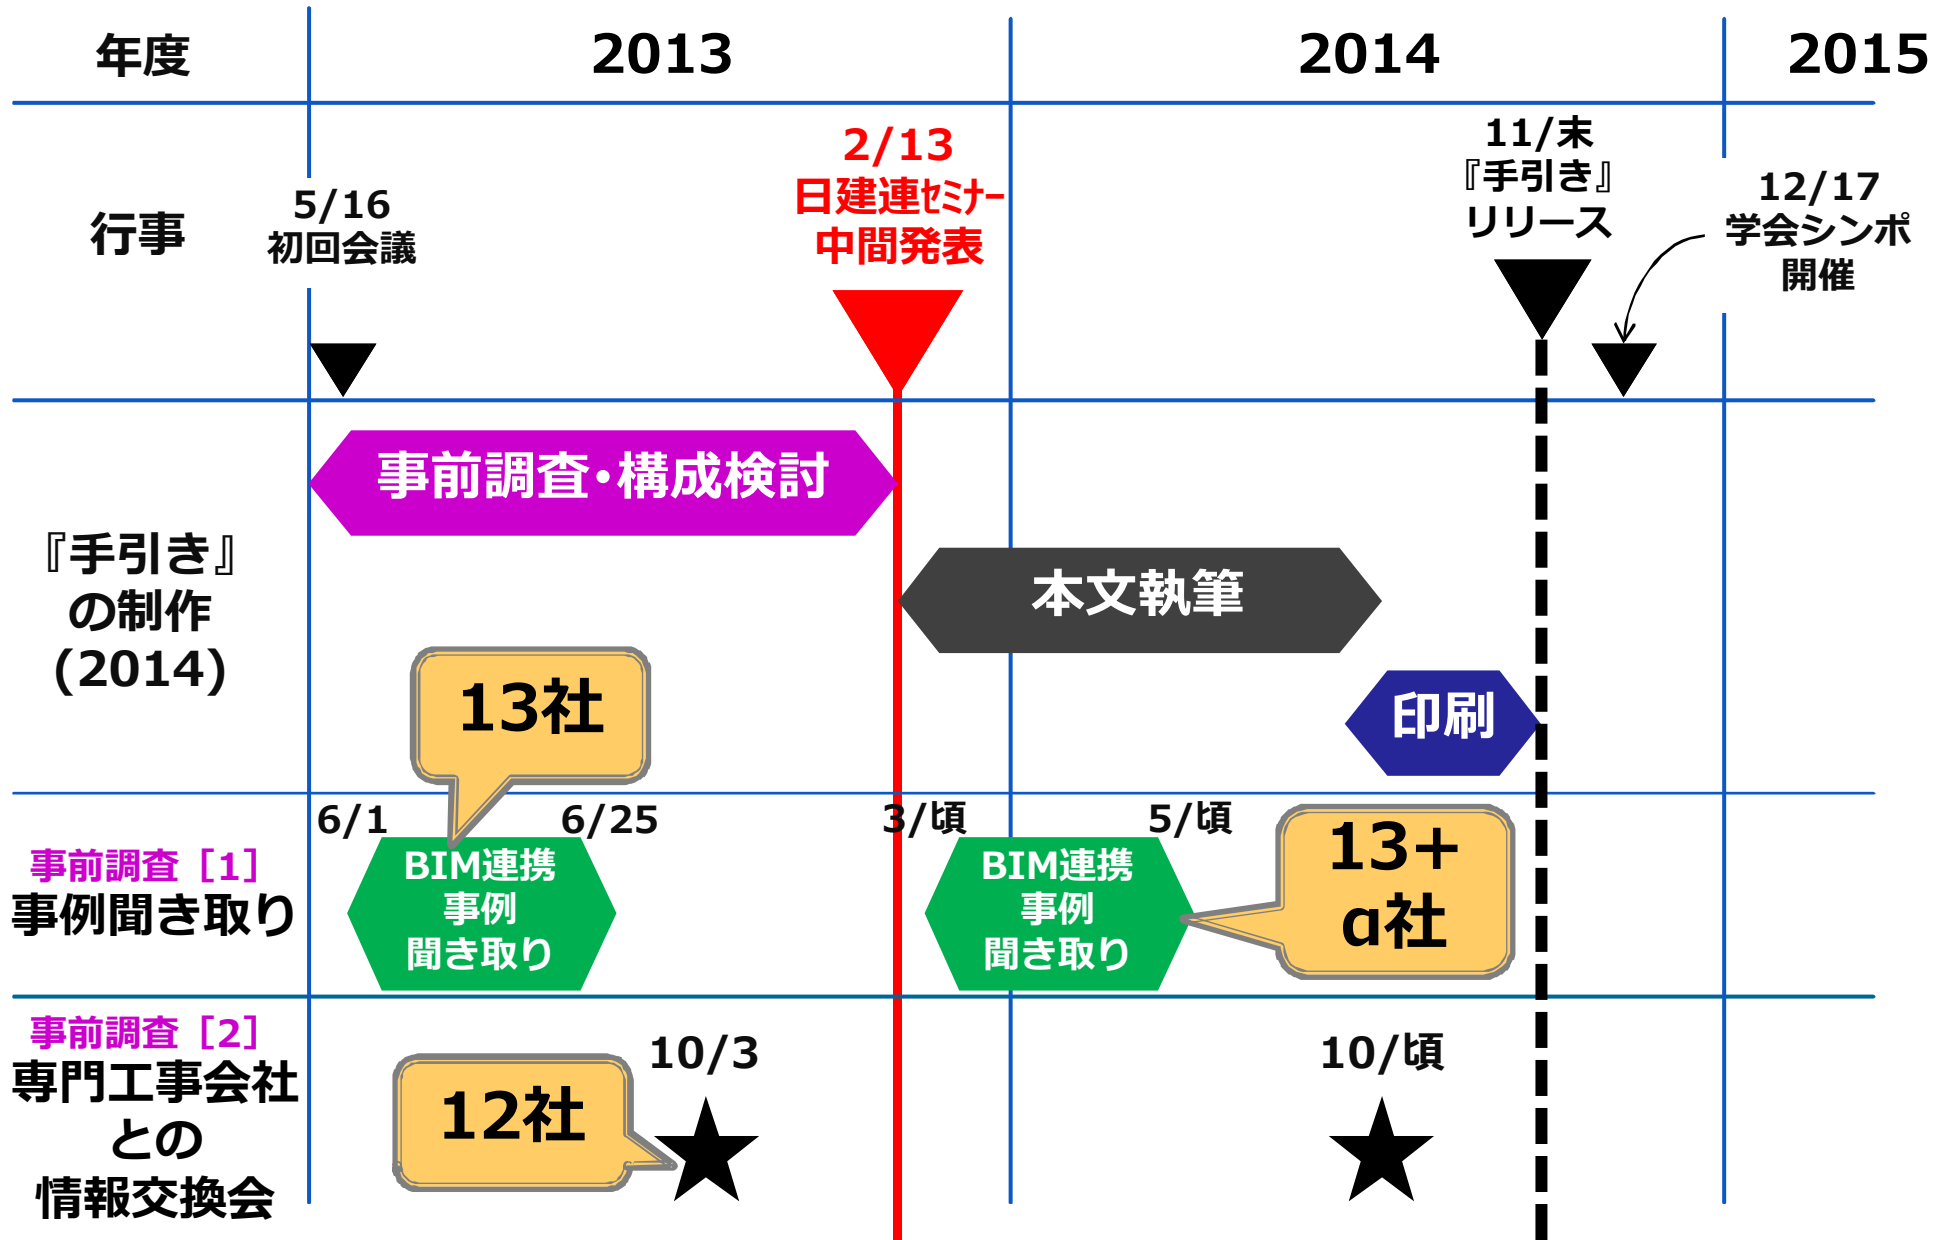 年度
2013
2014
2015
行事
5/16
初回会議
2/13
日建連ｾﾐﾅｰ
中間発表
11/末
『手引き』
リリース
12/17
学会シンポ
開催
『手引き』
の制作
(2014)
事前調査・構成検討
本文執筆
印刷
13社
事前調査［1］
事例聞き取り
6/1
6/25
BIM連携
事例
聞き取り
3/頃
5/頃
BIM連携
事例
聞き取り
13＋
α社
事前調査［2］
専門工事会社
との
情報交換会
12社
10/3
10/頃